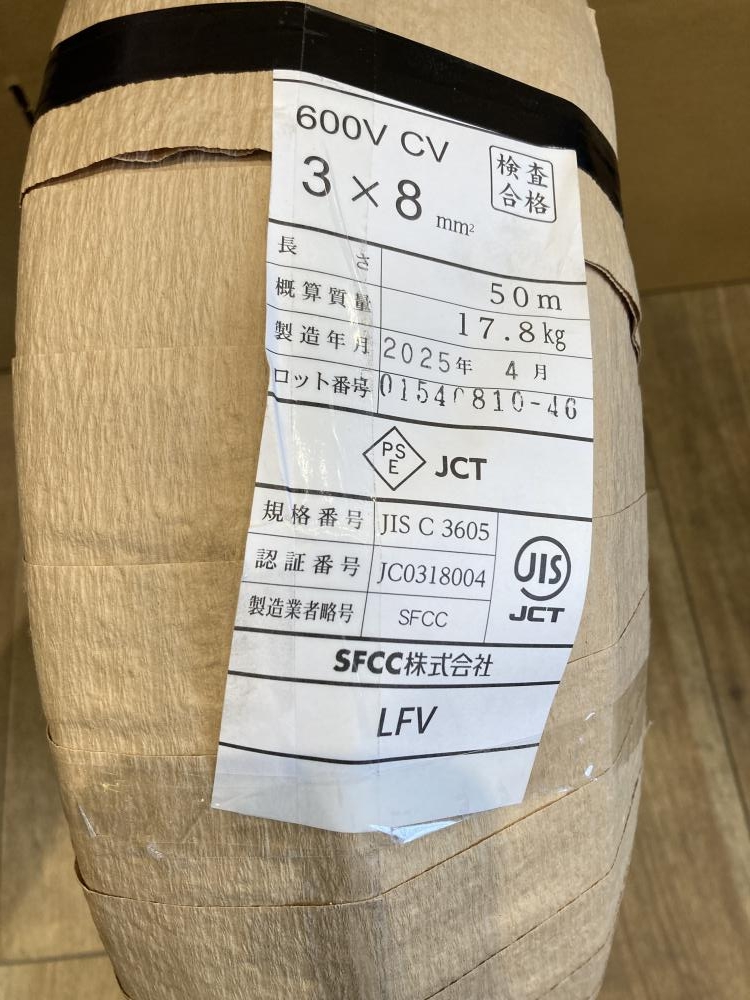 600V CV
3×8 mm²
検査
合格
長さ 50m
概算質量 17.8kg
製造年月 2025年 4月
ロット番号
PS
E
JCT
規格番号 JIS C 3605
認証番号 JC0318004
製造業者略号 SFCC
JIS
JCT
SFCC株式会社
LFV